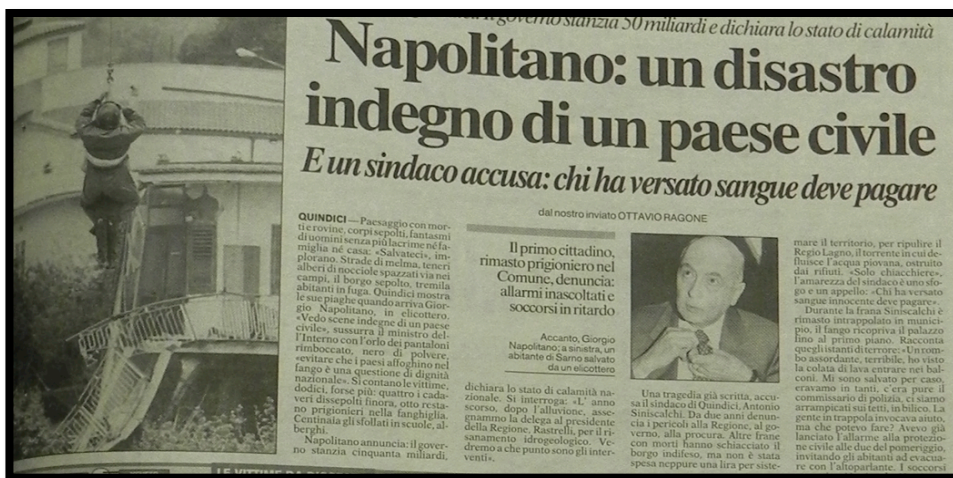 il governo stanzia 50 miliardi e dichiara lo stato di calamità
Napolitano: un disastro
indegno di un paese civile
E un sindaco accusa: chi ha versato sangue deve pagare
dal nostro inviato OTTAVIO RAGONE
QUINDICI — Paesaggio con mor-
ti e rovine, corpi sepolti, fantasmi
di uomini senza più lacrime né fa-
miglia né casa: «Salvateci», im-
plorano. Strade di melma, teneri
alberi di nocciole spazzati via nei
campi, il borgo sepolto, tremila
abitanti in fuga. Quindici mostra
le sue piaghe quando arriva Gior-
gio Napolitano, in elicottero.
«Vedo scene indegne di un paese
civile», sussurra il ministro del-
l'Interno con l'orlo dei pantaloni
rimboccato, nero di polvere,
«evitare che i paesi affoghino nel
fango è una questione di dignità
nazionale». Si contano le vittime,
dodici, forse più: quattro i cada-
veri dissepolti finora, otto resta-
no prigionieri nella fanghiglia.
Centinaia gli sfollati in scuole, al-
berghi.
Napolitano annuncia: il gover-
no stanzia cinquanta miliardi,
Il primo cittadino,
rimasto prigioniero nel
Comune, denuncia:
allarmi inascoltati e
soccorsi in ritardo
Accanto, Giorgio
Napolitano; a sinistra, un
abitante di Sarno salvato
da un elicottero
dichiara lo stato di calamità na-
zionale. Si interroga: «L' anno
scorso, dopo l'alluvione, asse-
gnammo la delega al presidente
della Regione, Rastrelli, per il ri-
sanamento idrogeologico. Ve-
dremo a che punto sono gli inter-
venti».
Una tragedia già scritta, accu-
sa il sindaco di Quindici, Antonio
Siniscalchi. Da due anni denun-
cia i pericoli alla Regione, al go-
verno, alla procura. Altre frane
con morti hanno schiacciato il
borgo indifeso, ma non è stata
spesa neppure una lira per siste-
mare il territorio, per ripulire il
Regio Lagno, il torrente in cui de-
fluisce l'acqua piovana, ostruito
dai rifiuti. «Solo chiacchiere»,
l'amarezza del sindaco è uno sfo-
go e un appello: «Chi ha versato
sangue innocente deve pagare».
Durante la frana Siniscalchi è
rimasto intrappolato in munici-
pio, il fango ricopriva il palazzo
fino al primo piano. Racconta
quegli istanti di terrore: «Un rom-
bo assordante, terribile, ho visto
la colata di lava entrare nei bal-
coni. Mi sono salvato per caso,
eravamo in tanti, c'era pure il
commissario di polizia, ci siamo
arrampicati sui tetti, in bilico. La
gente in trappola invocava aiuto,
ma che potevo fare? Avevo già
lanciato l'allarme alla protezio-
ne civile alle due del pomeriggio,
invitando gli abitanti ad evacua-
re con l'altoparlante. I soccorsi
LE VITTIME